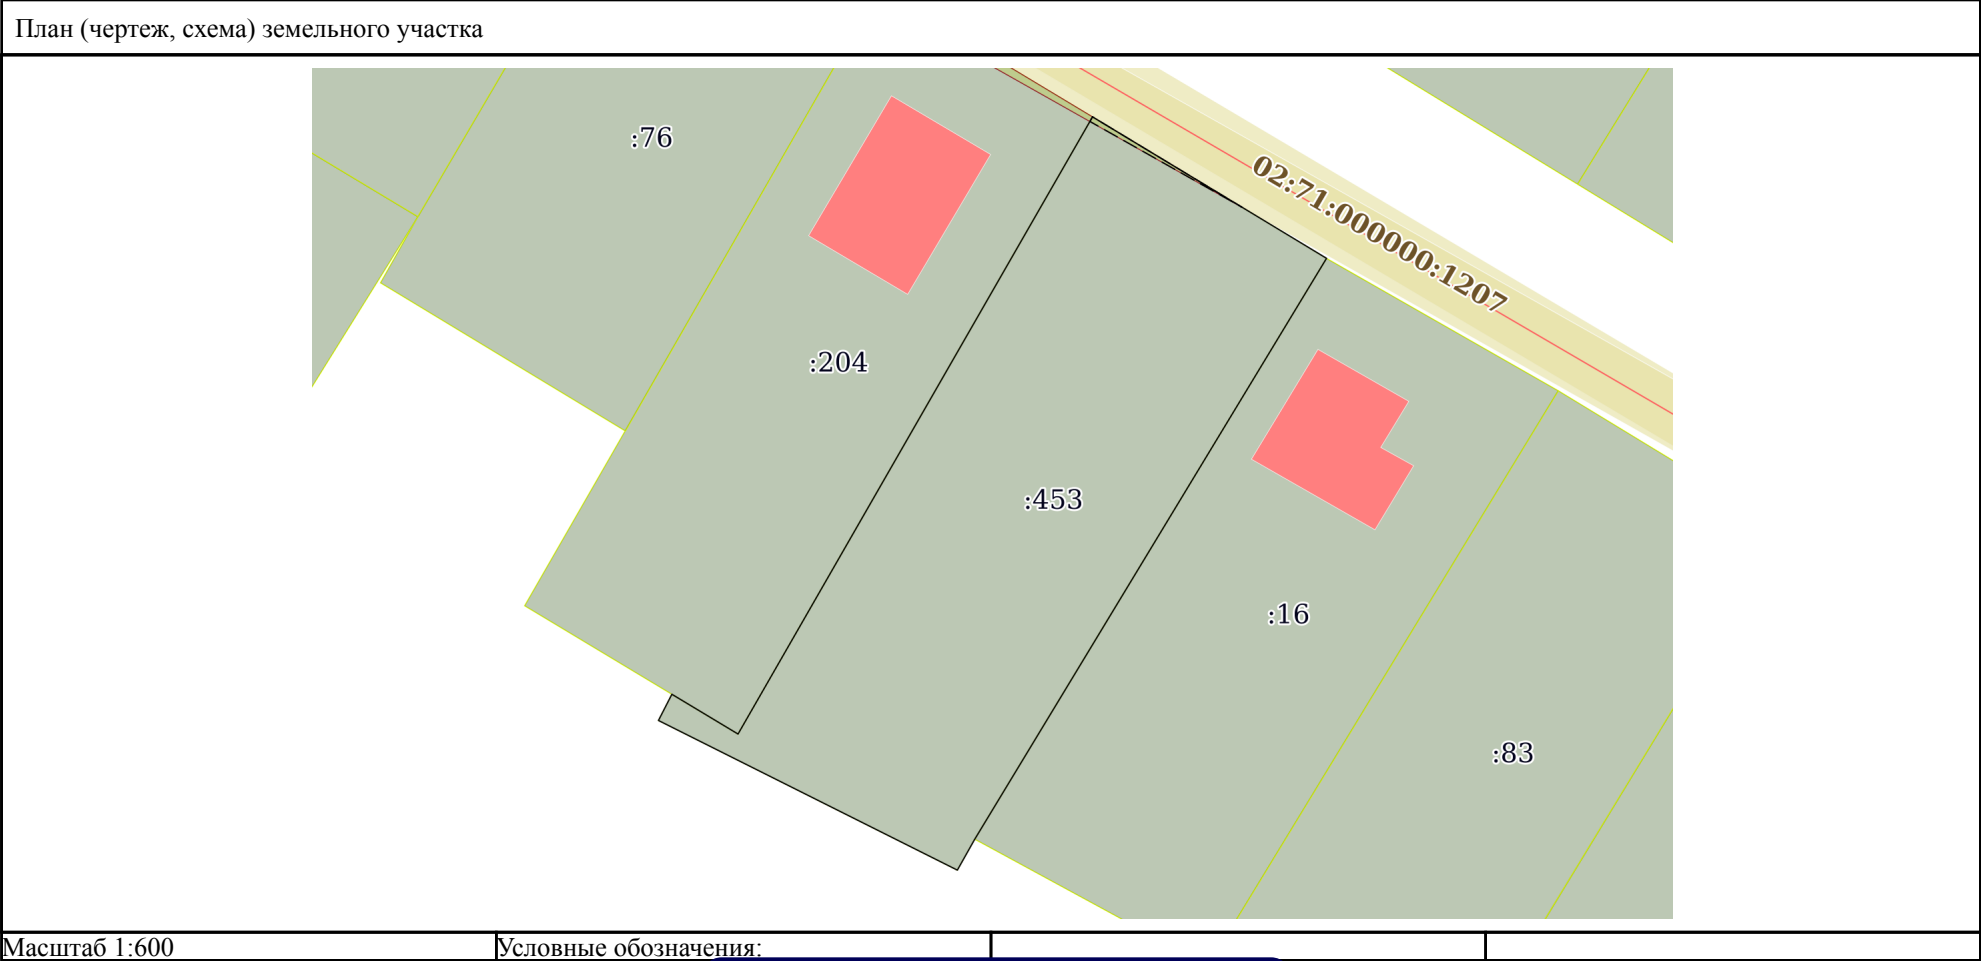 План (чертеж, схема) земельного участка
:76
02:71:000000:1207
:204
:453
:16
:83
Масштаб 1:600
Условные обозначения: